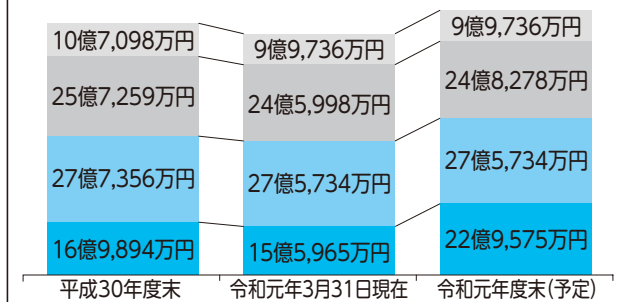 10億7,098万円
9億9,736万円
9億9,736万円
25億7,259万円
24億5,998万円
24億8,278万円
27億7,356万円
27億5,734万円
27億5,734万円
16億9,894万円
15億5,965万円
22億9,575万円
平成30年度末
令和元年3月31日現在
令和元年度末(予定)